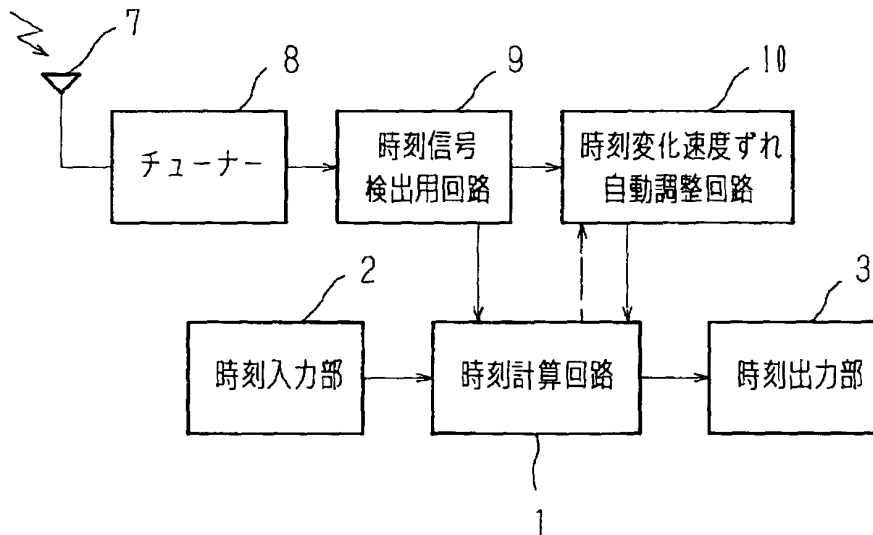 7
8
9
10
チューナー
時刻信号
検出用回路
時刻変化速度ずれ
自動調整回路
2
3
時刻入力部
時刻計算回路
時刻出力部
1